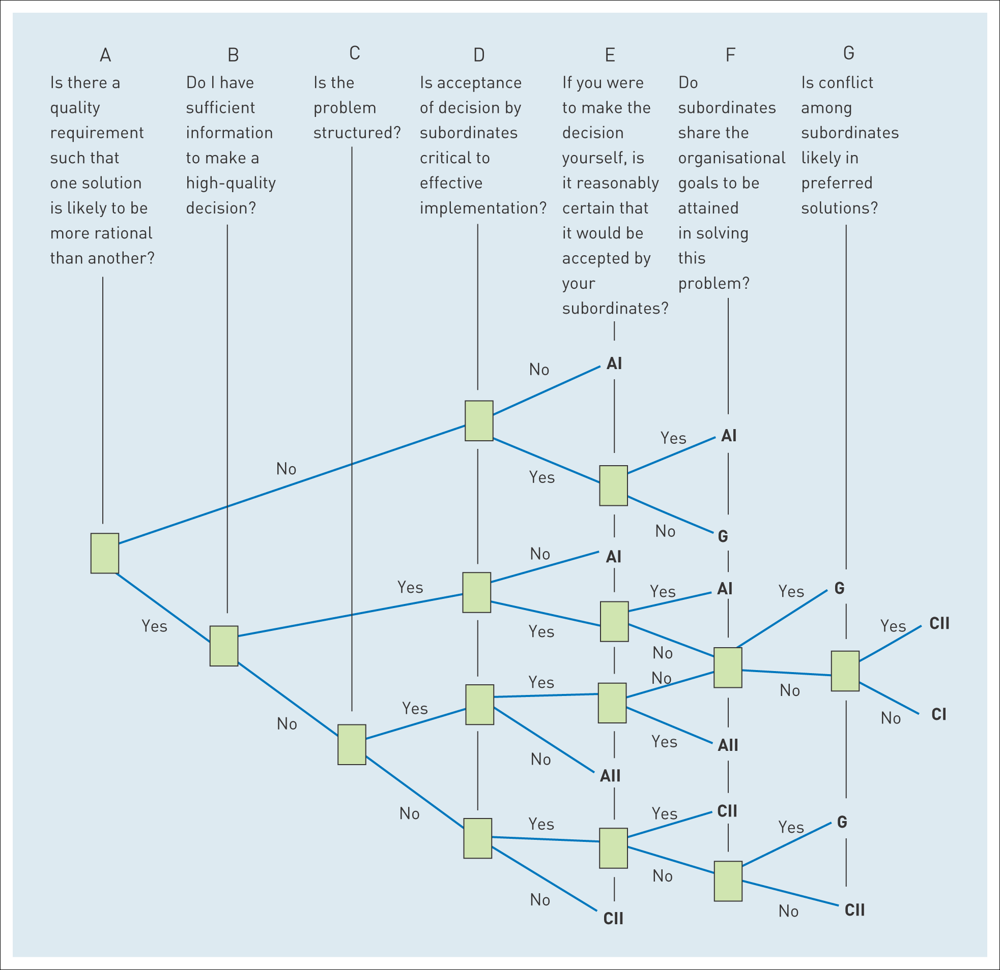 A
Is there a
quality
requirement
such that
one solution
is likely to be
more rational
than another?
B
Do I have
sufficient
information
to make a
high-quality
decision?
C
Is the
problem
structured?
D
Is acceptance
of decision by
subordinates
critical to
effective
implementation?
E
If you were
to make the
decision
yourself, is
it reasonably
certain that
it would be
accepted by
your
subordinates?
F
Do
subordinates
share the
organisational
goals to be
attained
in solving
this
problem?
G
Is conflict
among
subordinates
likely in
preferred
solutions?
No
AI
Yes
AI
No
Yes
No
G
No
AI
Yes
Yes
AI
Yes
G
Yes
Yes
CII
Yes
No
No
Yes
No
No
Yes
CI
No
No
Yes
AII
No
AII
No
Yes
Yes
CII
Yes
G
No
No
CII
No
CII